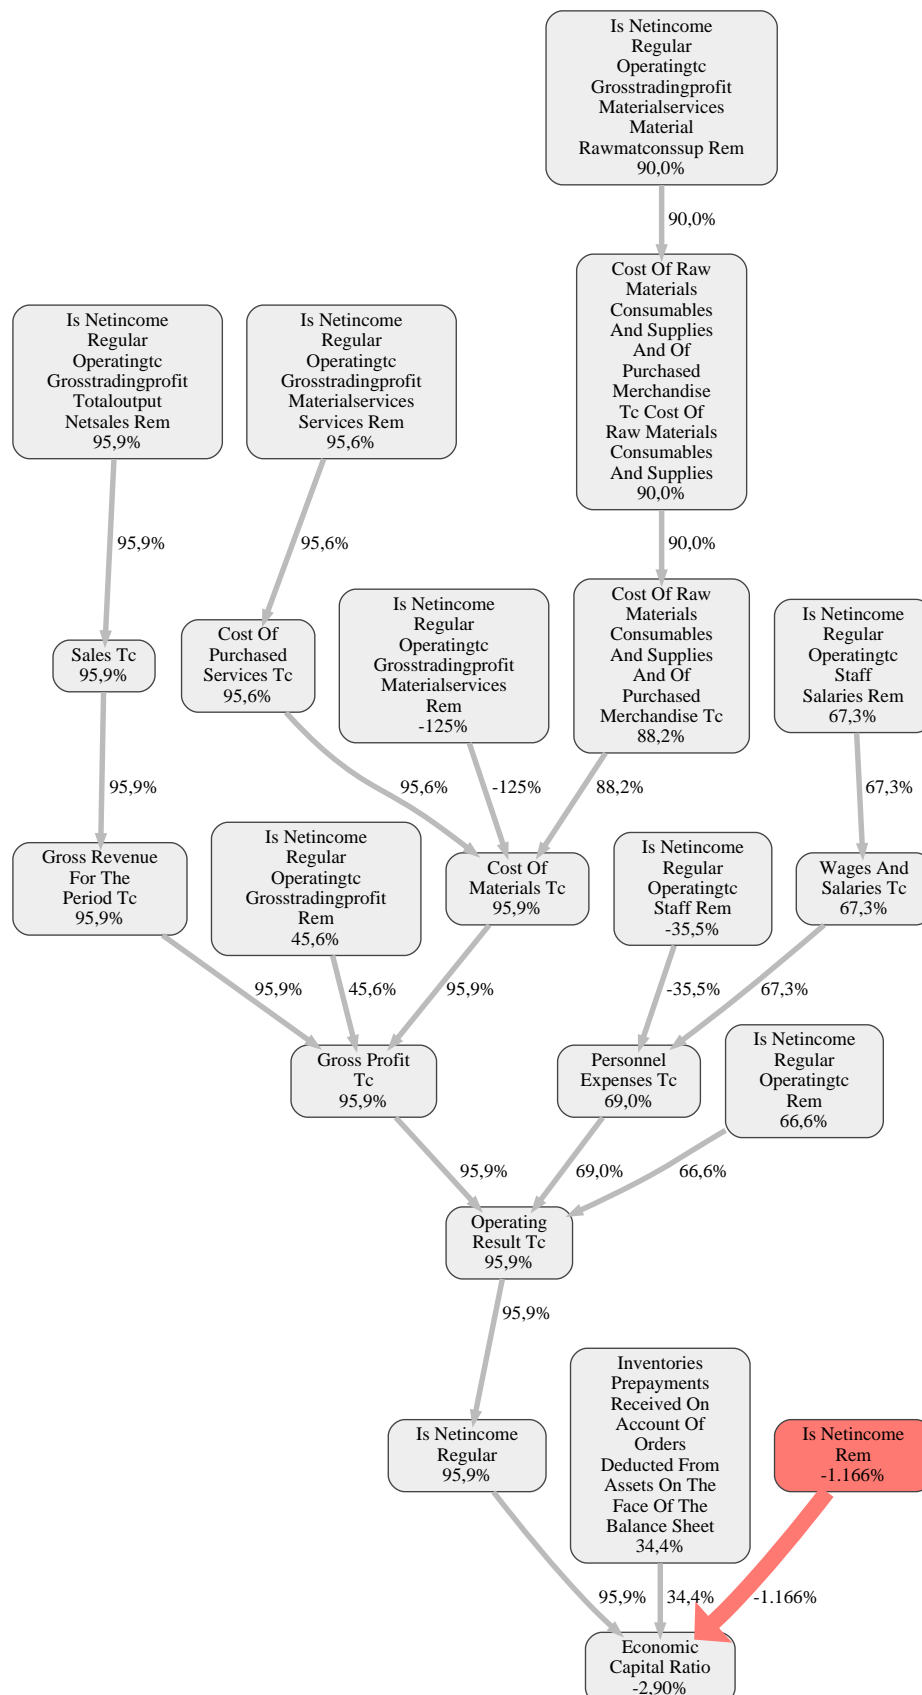 Is Netincome
Regular
Operatingtc
Grosstradingprofit
Materialservices
Material
Rawmatconssup Rem
90,0%
90,0%
Cost Of Raw
Materials
Consumables
And Supplies
And Of
Purchased
Merchandise
Tc Cost Of
Raw Materials
Consumables
And Supplies
90,0%
Is Netincome
Regular
Operatingtc
Grosstradingprofit
Totaloutput
Netsales Rem
95,9%
Is Netincome
Regular
Operatingtc
Grosstradingprofit
Materialservices
Services Rem
95,6%
95,9%
95,6%
90,0%
Sales Tc
95,9%
Cost Of
Purchased
Services Tc
95,6%
Is Netincome
Regular
Operatingtc
Grosstradingprofit
Materialservices
Rem
-125%
Cost Of Raw
Materials
Consumables
And Supplies
And Of
Purchased
Merchandise Tc
88,2%
Is Netincome
Regular
Operatingtc
Staff
Salaries Rem
67,3%
95,9%
95,6%
-125%
88,2%
67,3%
Gross Revenue
For The
Period Tc
95,9%
Is Netincome
Regular
Operatingtc
Grosstradingprofit
Rem
45,6%
Cost Of
Materials Tc
95,9%
Is Netincome
Regular
Operatingtc
Staff Rem
-35,5%
Wages And
Salaries Tc
67,3%
95,9%
45,6%
95,9%
-35,5%
67,3%
Gross Profit
Tc
95,9%
Personnel
Expenses Tc
69,0%
Is Netincome
Regular
Operatingtc
Rem
66,6%
95,9%
69,0%
66,6%
Operating
Result Tc
95,9%
95,9%
Is Netincome
Regular
95,9%
Inventories
Prepayments
Received On
Account Of
Orders
Deducted From
Assets On The
Face Of The
Balance Sheet
34,4%
Is Netincome
Rem
-1.166%
95,9%
34,4%
-1.166%
Economic
Capital Ratio
-2,90%